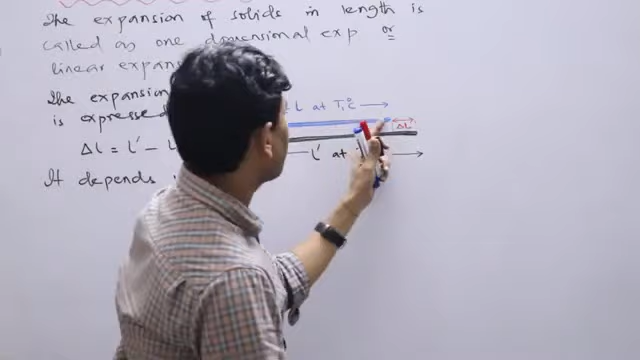 The expansion of solids in length is
called as one dimensional exp or
linear expan
The expansion
is expresse
L at T₁°C
ΔL
ΔL = L' - L
L' at
It depends